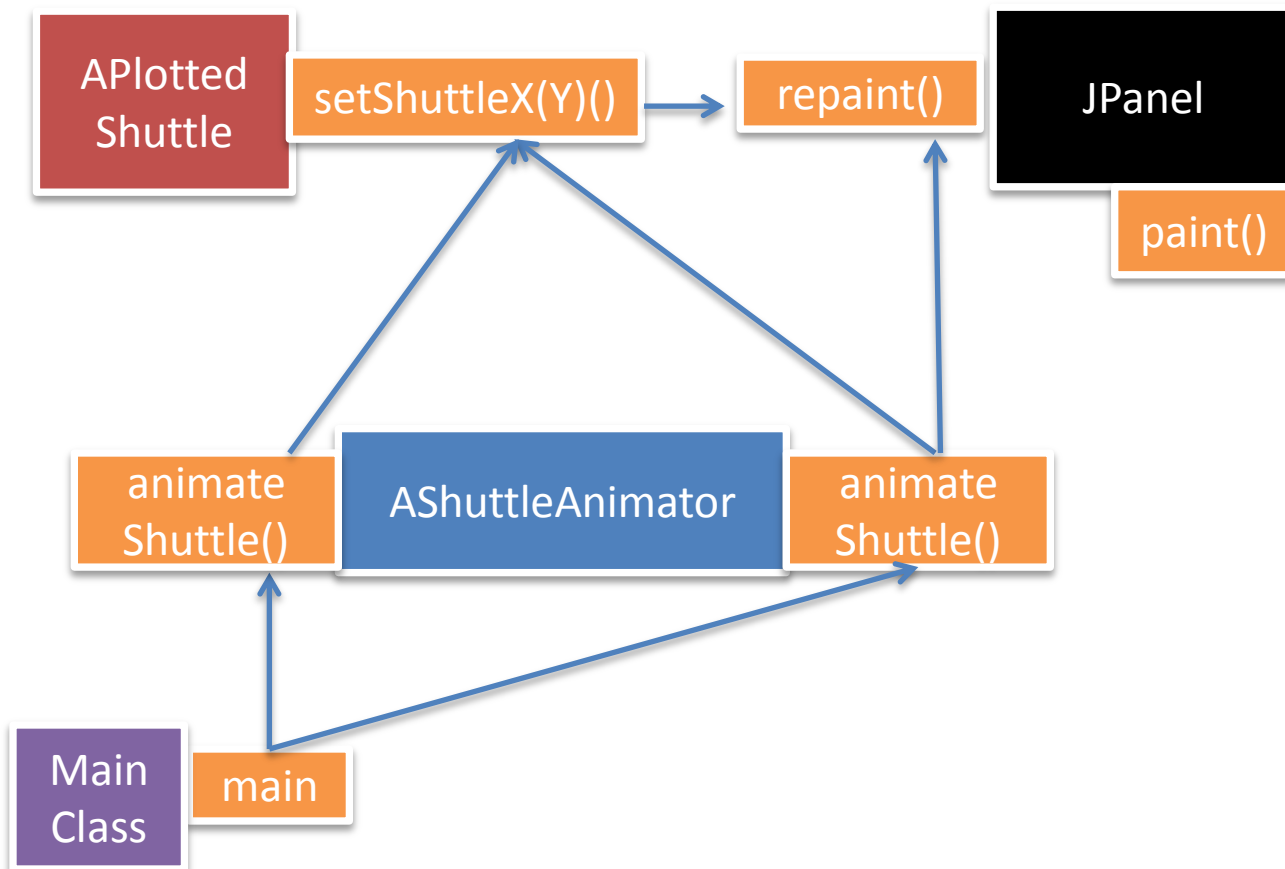 APlotted
Shuttle
setShuttleX(Y)()
repaint()
JPanel
paint()
animate
Shuttle()
AShuttleAnimator
animate
Shuttle()
Main
Class
main